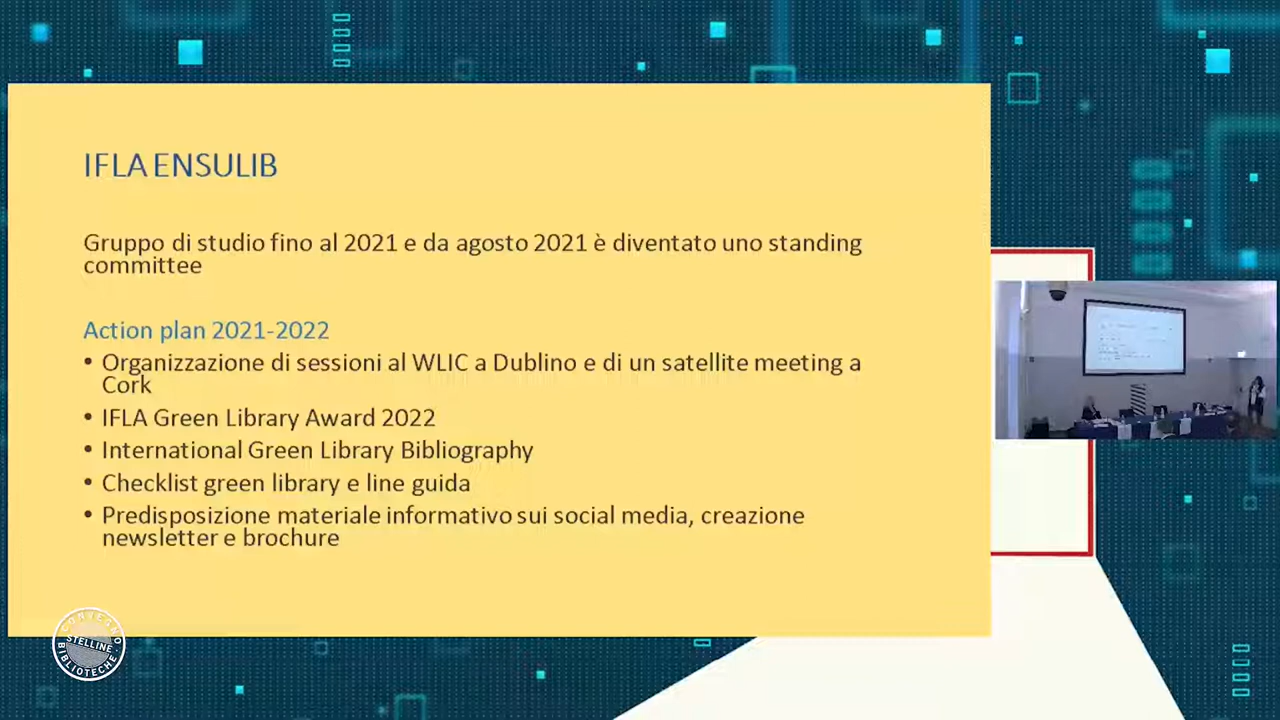 IFLA ENSULIB
Gruppo di studio fino al 2021 e da agosto 2021 è diventato uno standing
committee
Action plan 2021-2022
• Organizzazione di sessioni al WLIC a Dublino e di un satellite meeting a
Cork
• IFLA Green Library Award 2022
• International Green Library Bibliography
• Checklist green library e line guida
• Predisposizione materiale informativo sui social media, creazione
newsletter e brochure
CONVEGNO
STELLINE
BIBLIOTECHE